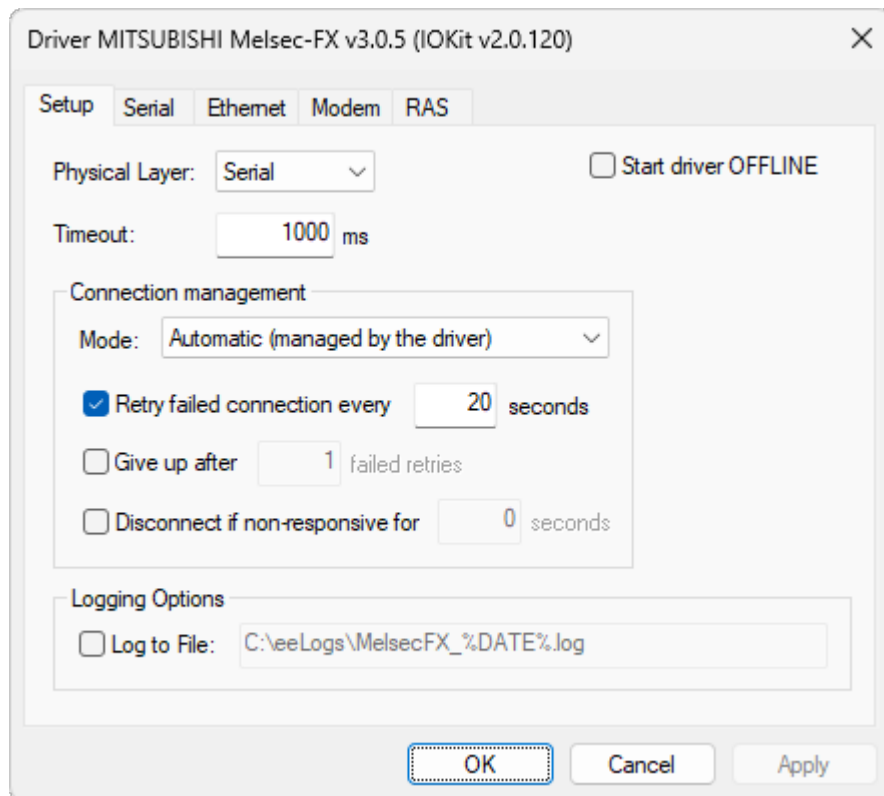 Driver MITSUBISHI Melsec-FX v3.0.5 (IOKit v2.0.120)
Setup Serial Ethernet Modem RAS
Physical Layer: Serial Start driver OFFLINE
Timeout: 1000 ms
Connection management
Mode: Automatic (managed by the driver)
Retry failed connection every 20 seconds
Give up after 1 failed retries
Disconnect if non-responsive for 0 seconds
Logging Options
Log to File: C:\eeLogs\MelsecFX_%DATE%.log
OK Cancel Apply